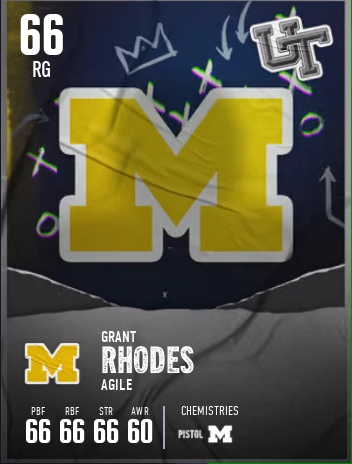 66
RG
UT
M
M
GRANT
RHODES
AGILE
PBF RBF STR AWR CHEMISTRIES
66 66 66 60 PISTOL M